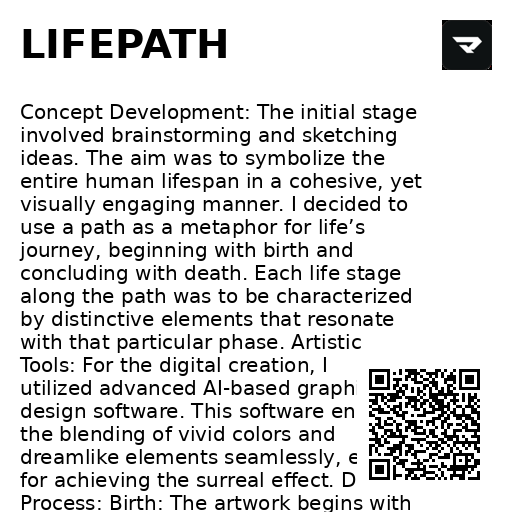 LIFEPATH
Concept Development: The initial stage
involved brainstorming and sketching
ideas. The aim was to symbolize the
entire human lifespan in a cohesive, yet
visually engaging manner. I decided to
use a path as a metaphor for life’s
journey, beginning with birth and
concluding with death. Each life stage
along the path was to be characterized
by distinctive elements that resonate
with that particular phase. Artistic
Tools: For the digital creation, I
utilized advanced AI-based graphi
design software. This software en
the blending of vivid colors and
dreamlike elements seamlessly, e
for achieving the surreal effect. D
Process: Birth: The artwork begins with